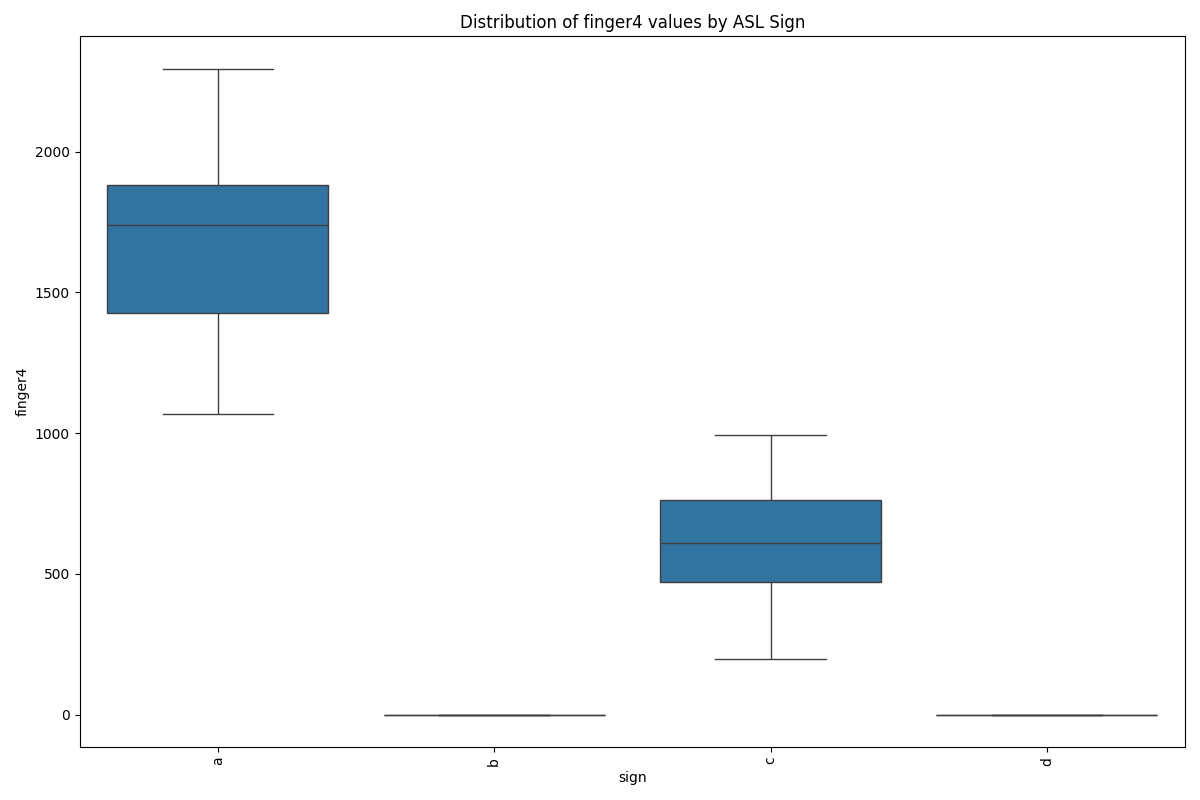 Distribution of finger4 values by ASL Sign
2000
1500
1000
500
0
finger4
a
b
c
d
sign